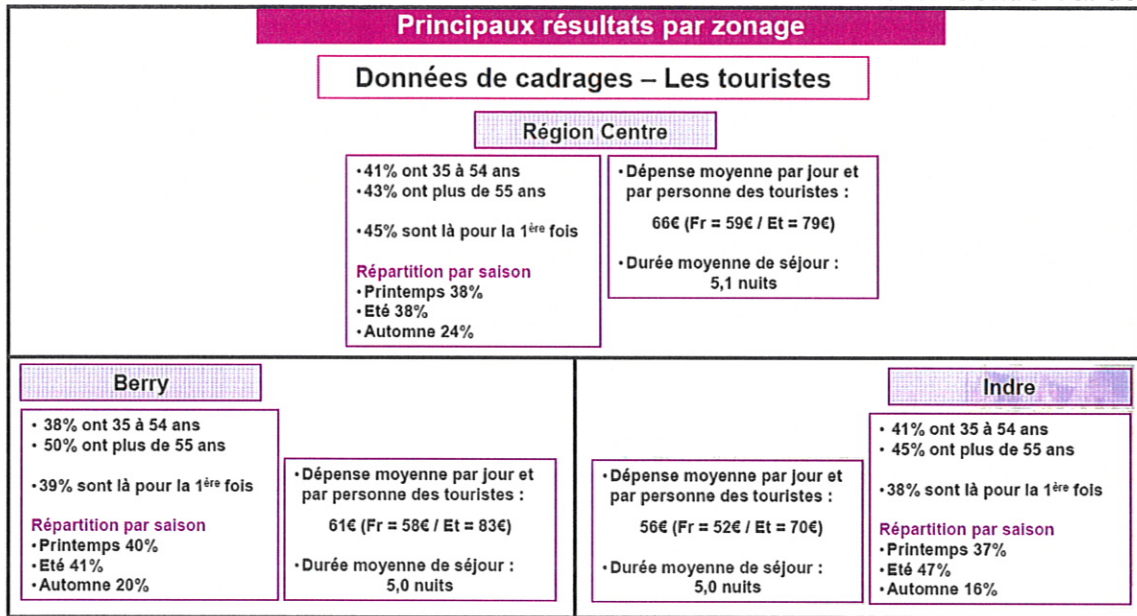 Principaux résultats par zonage
Données de cadrages – Les touristes
Région Centre
•41% ont 35 à 54 ans
•43% ont plus de 55 ans
•45% sont là pour la 1ère fois
Répartition par saison
•Printemps 38%
•Eté 38%
•Automne 24%
•Dépense moyenne par jour et
par personne des touristes :
66€ (Fr = 59€ / Et = 79€)
•Durée moyenne de séjour :
5,1 nuits
Berry
• 38% ont 35 à 54 ans
• 50% ont plus de 55 ans
•39% sont là pour la 1ère fois
Répartition par saison
•Printemps 40%
•Eté 41%
•Automne 20%
•Dépense moyenne par jour et
par personne des touristes :
61€ (Fr = 58€ / Et = 83€)
•Durée moyenne de séjour :
5,0 nuits
Indre
•Dépense moyenne par jour et
par personne des touristes :
56€ (Fr = 52€ / Et = 70€)
•Durée moyenne de séjour :
5,0 nuits
• 41% ont 35 à 54 ans
• 45% ont plus de 55 ans
•38% sont là pour la 1ère fois
Répartition par saison
•Printemps 37%
•Eté 47%
•Automne 16%